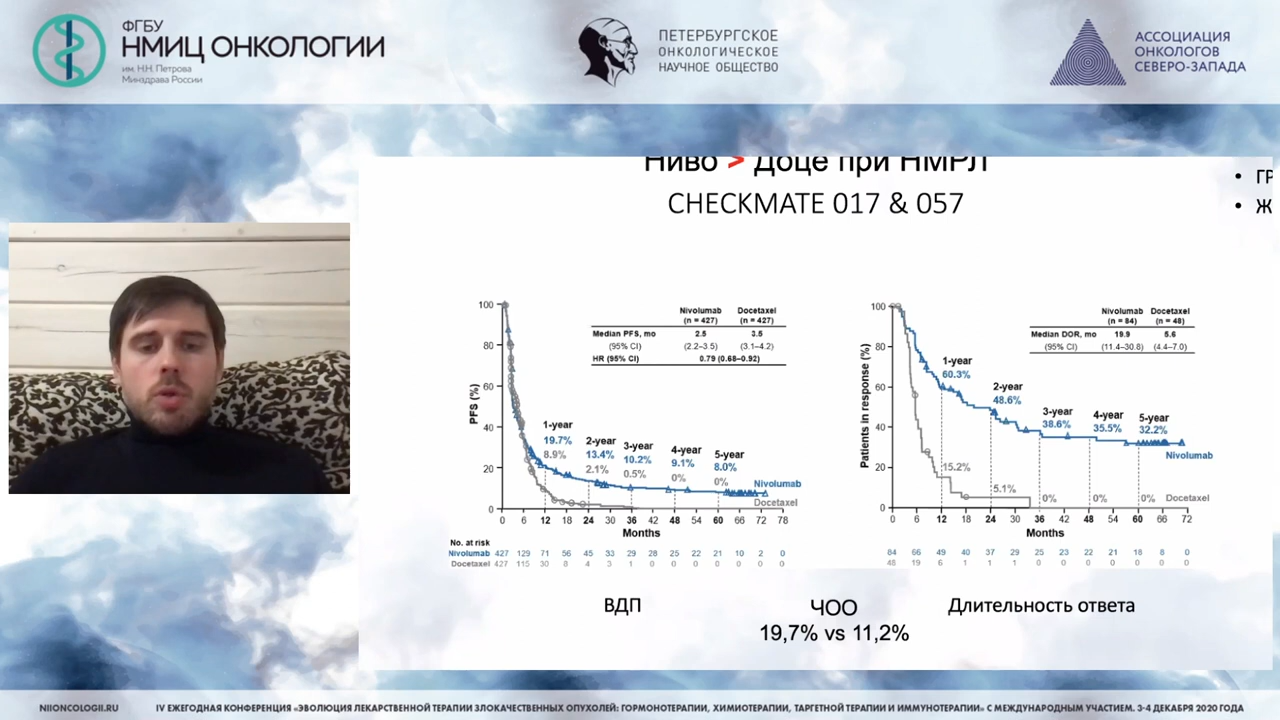 ФГБУ
НМИЦ ОНКОЛОГИИ
им. Н.Н. Петрова
Минздрава России
ПЕТЕРБУРГСКОЕ
ОНКОЛОГИЧЕСКОЕ
НАУЧНОЕ ОБЩЕСТВО
АССОЦИАЦИЯ
ОНКОЛОГОВ
СЕВЕРО-ЗАПАДА
Ниво > Доце при НМРЛ
CHECKMATE 017 & 057
• ГР
• Ж
Nivolumab Docetaxel
(n = 427) (n = 427)
Median PFS, mo 2.5 3.5
(95% CI) (2.2–3.5) (3.1–4.2)
HR (95% CI) 0.79 (0.68–0.92)
PFS (%)
100
80
60
40
20
0
1-year
19.7%
8.9%
2-year
13.4%
2.1%
3-year
10.2%
0.5%
4-year
9.1%
0%
5-year
8.0%
0%
Nivolumab
Docetaxel
0 6 12 18 24 30 36 42 48 54 60 66 72 78
Months
No. at risk
Nivolumab 427 129 71 56 45 33 29 28 25 22 21 10 2 0
Docetaxel 427 115 30 8 4 3 1 0 0 0 0 0 0 0
Nivolumab Docetaxel
(n = 84) (n = 48)
Median DOR, mo 19.9 5.6
(95% CI) (11.4–30.8) (4.4–7.0)
Patients in response (%)
100
80
60
40
20
0
1-year
60.3%
15.2%
2-year
48.6%
5.1%
3-year
38.6%
0%
4-year
35.5%
0%
5-year
32.2%
0%
Nivolumab
Docetaxel
0 6 12 18 24 30 36 42 48 54 60 66 72
Months
84 66 49 40 37 29 25 23 22 21 18 8 0
48 19 6 1 1 1 0 0 0 0 0 0 0
ВДП
ЧОО
19,7% vs 11,2%
Длительность ответа
NIIONCOLOGII.RU
IV ЕЖЕГОДНАЯ КОНФЕРЕНЦИЯ «ЭВОЛЮЦИЯ ЛЕКАРСТВЕННОЙ ТЕРАПИИ ЗЛОКАЧЕСТВЕННЫХ ОПУХОЛЕЙ: ГОРМОНОТЕРАПИИ, ХИМИОТЕРАПИИ, ТАРГЕТНОЙ ТЕРАПИИ И ИММУНОТЕРАПИИ» С МЕЖДУНАРОДНЫМ УЧАСТИЕМ. 3-4 ДЕКАБРЯ 2020 ГОДА